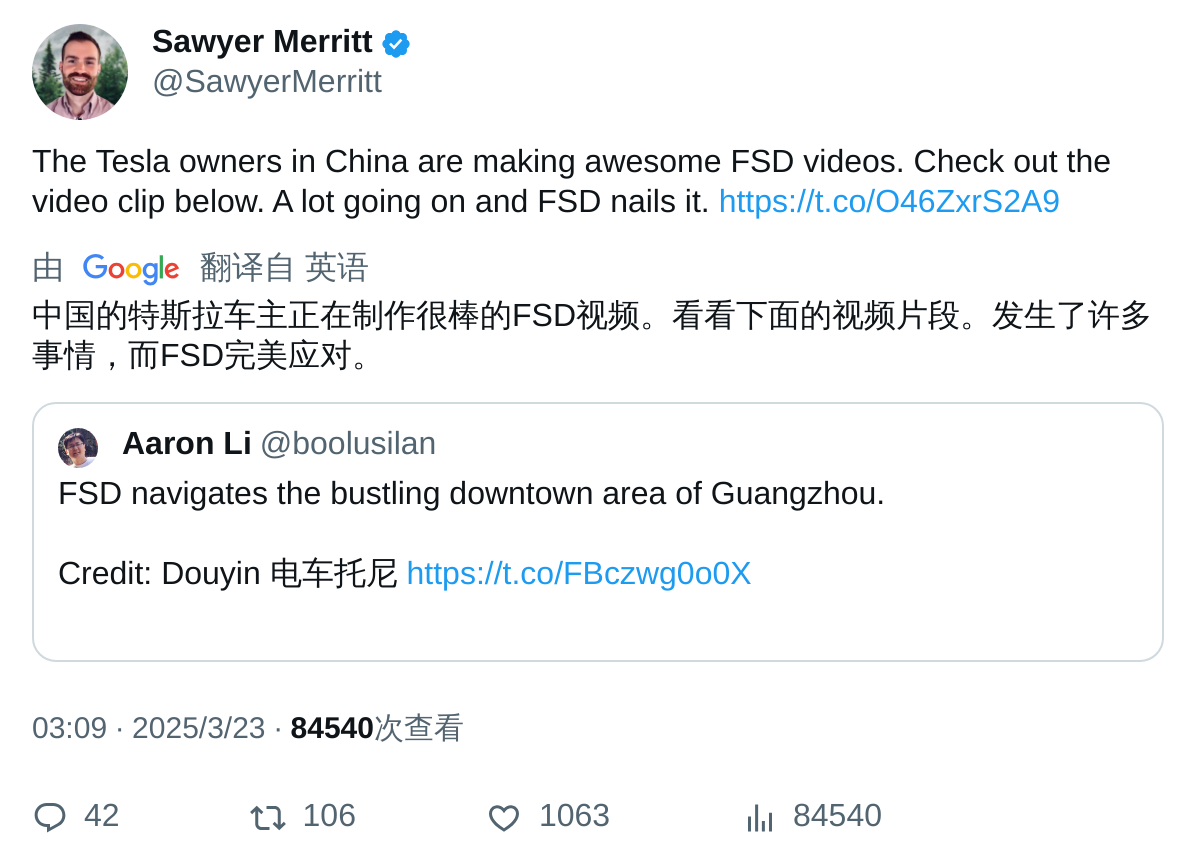 Sawyer Merritt
@SawyerMerritt
The Tesla owners in China are making awesome FSD videos. Check out the
video clip below. A lot going on and FSD nails it. https://t.co/O46ZxrS2A9
由 Google 翻译自 英语
中国的特斯拉车主正在制作很棒的FSD视频。看看下面的视频片段。发生了许多
事情，而FSD完美应对。
Aaron Li @boolusilan
FSD navigates the bustling downtown area of Guangzhou.
Credit: Douyin 电车托尼 https://t.co/FBczwg0o0X
03:09 · 2025/3/23 · 84540次查看
42 106 1063 84540